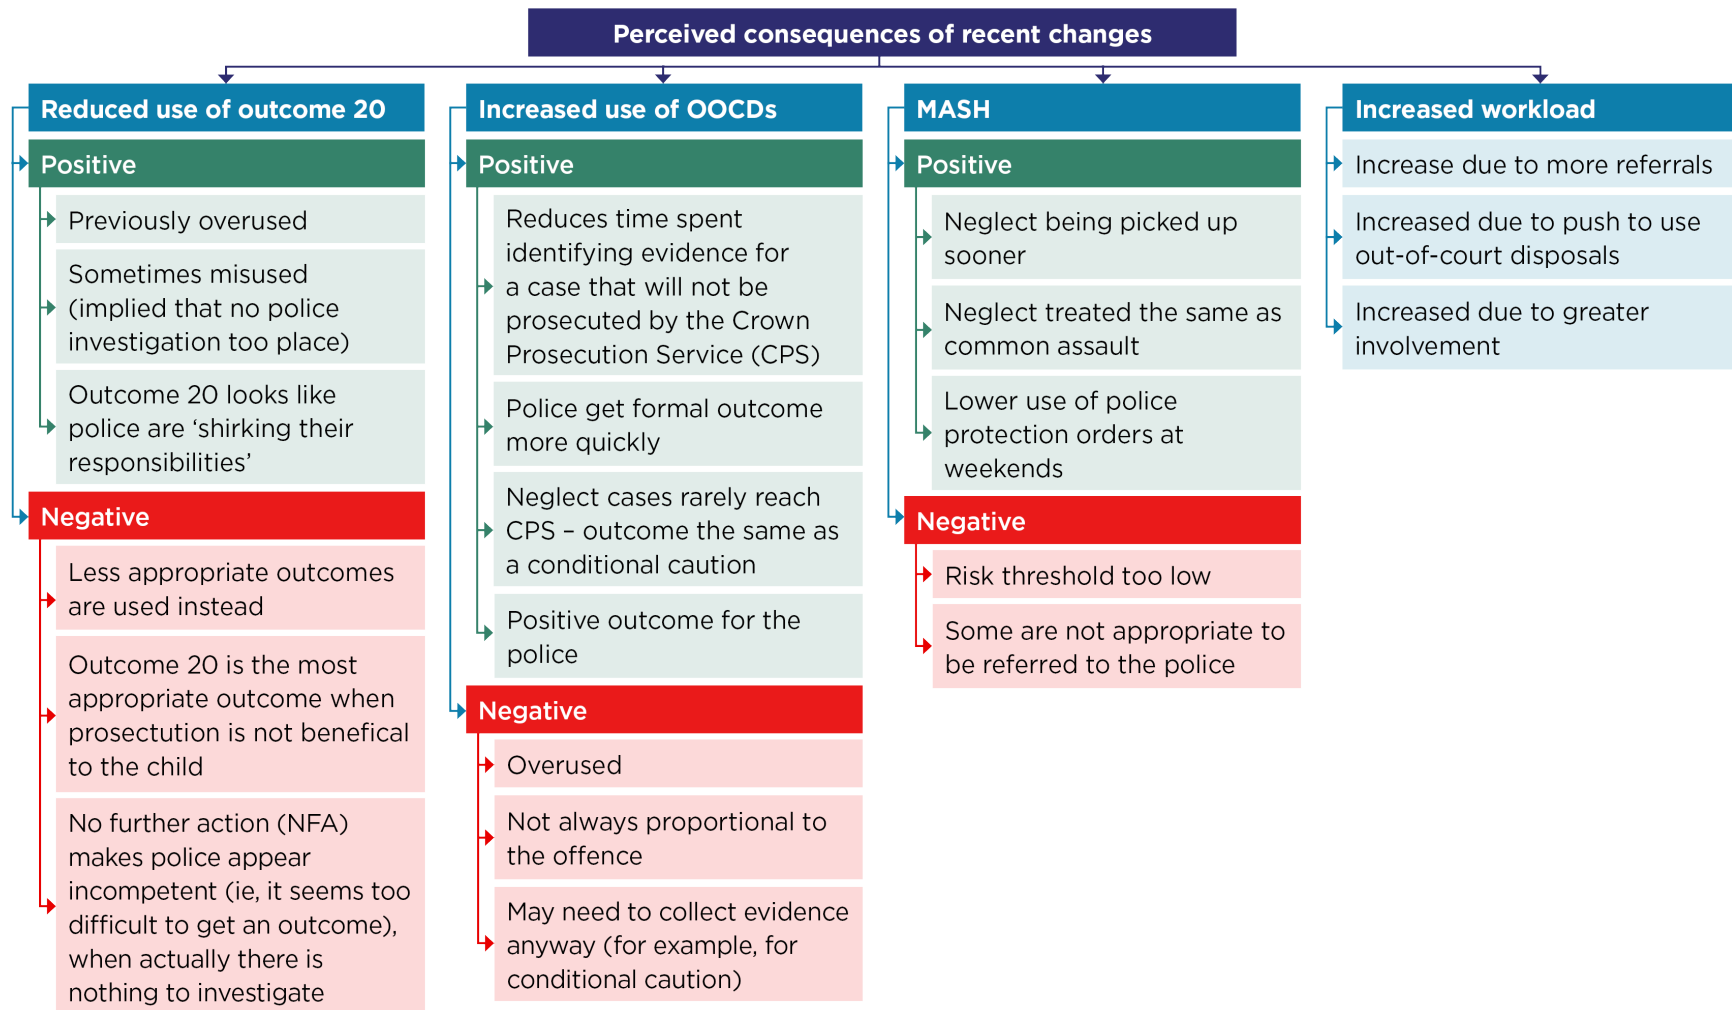 Perceived consequences of recent changes
Reduced use of outcome 20
Positive
Previously overused
Sometimes misused
(implied that no police
investigation too place)
Outcome 20 looks like
police are ‘shirking their
responsibilities’
Negative
Less appropriate outcomes
are used instead
Outcome 20 is the most
appropriate outcome when
prosectution is not benefical
to the child
No further action (NFA)
makes police appear
incompetent (ie, it seems too
difficult to get an outcome),
when actually there is
nothing to investigate
Increased use of OOCDs
Positive
Reduces time spent
identifying evidence for
a case that will not be
prosecuted by the Crown
Prosecution Service (CPS)
Police get formal outcome
more quickly
Neglect cases rarely reach
CPS – outcome the same as
a conditional caution
Positive outcome for the
police
Negative
Overused
Not always proportional to
the offence
May need to collect evidence
anyway (for example, for
conditional caution)
MASH
Positive
Neglect being picked up
sooner
Neglect treated the same as
common assault
Lower use of police
protection orders at
weekends
Negative
Risk threshold too low
Some are not appropriate to
be referred to the police
Increased workload
Increase due to more referrals
Increased due to push to use
out-of-court disposals
Increased due to greater
involvement